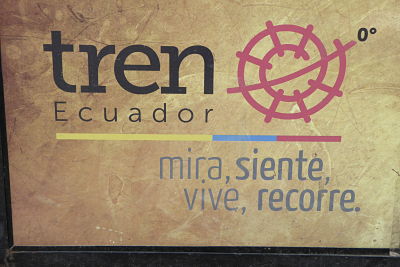 tren
0°
Ecuador
mira, siente,
vive, recorre.